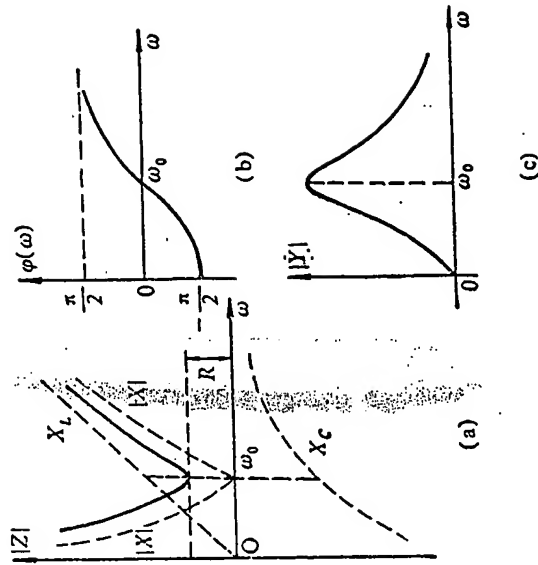 |Z|
X_L
|X|
|X|
R
O
ω₀
ω
X_C
(a)
φ(ω)
π/2
0
ω₀
ω
π/2
(b)
|Ẏ|
0
ω₀
ω
(c)